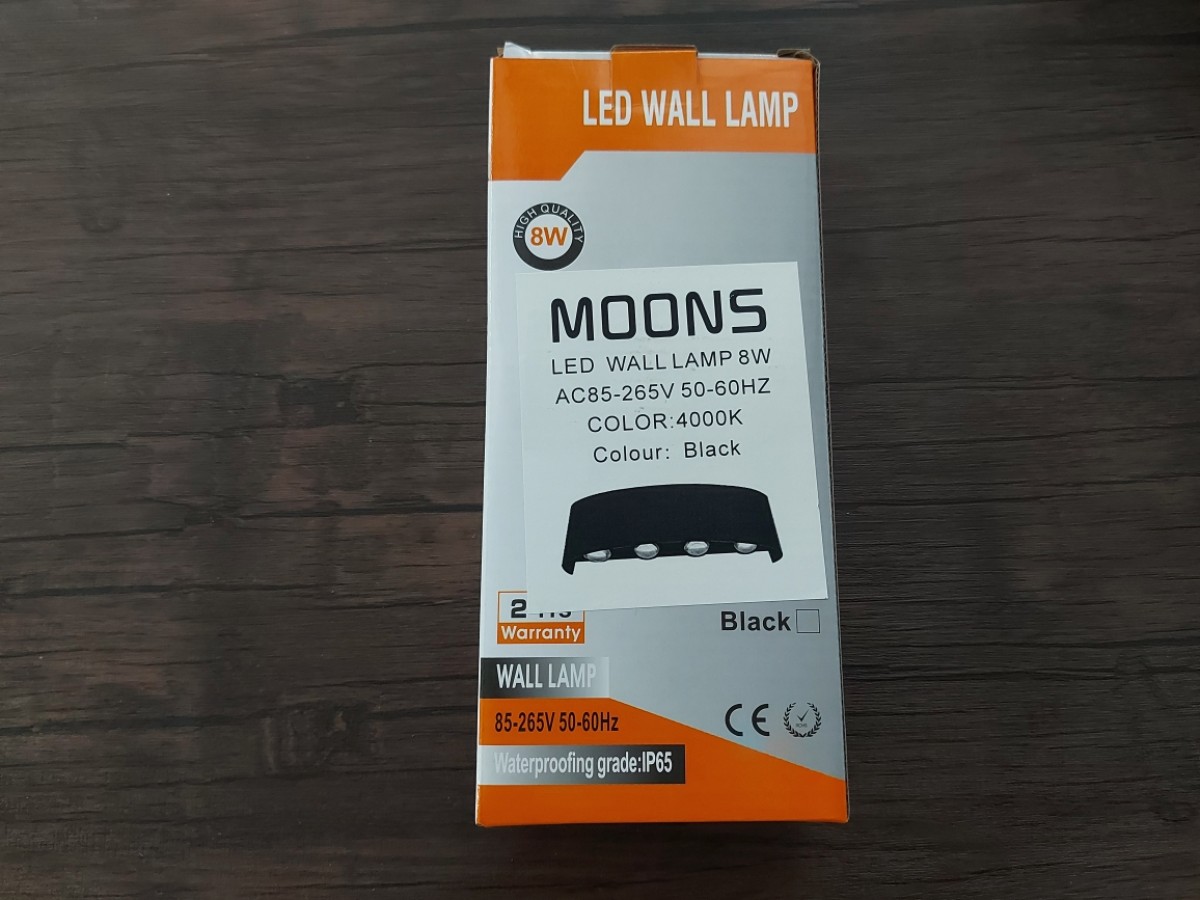 LED WALL LAMP
HIGH QUALITY
8W
MOONS
LED WALL LAMP 8W
AC85-265V 50-60HZ
COLOR:4000K
Colour: Black
2
Warranty
Black
WALL LAMP
85-265V 50-60Hz
CE
Waterproofing grade:IP65